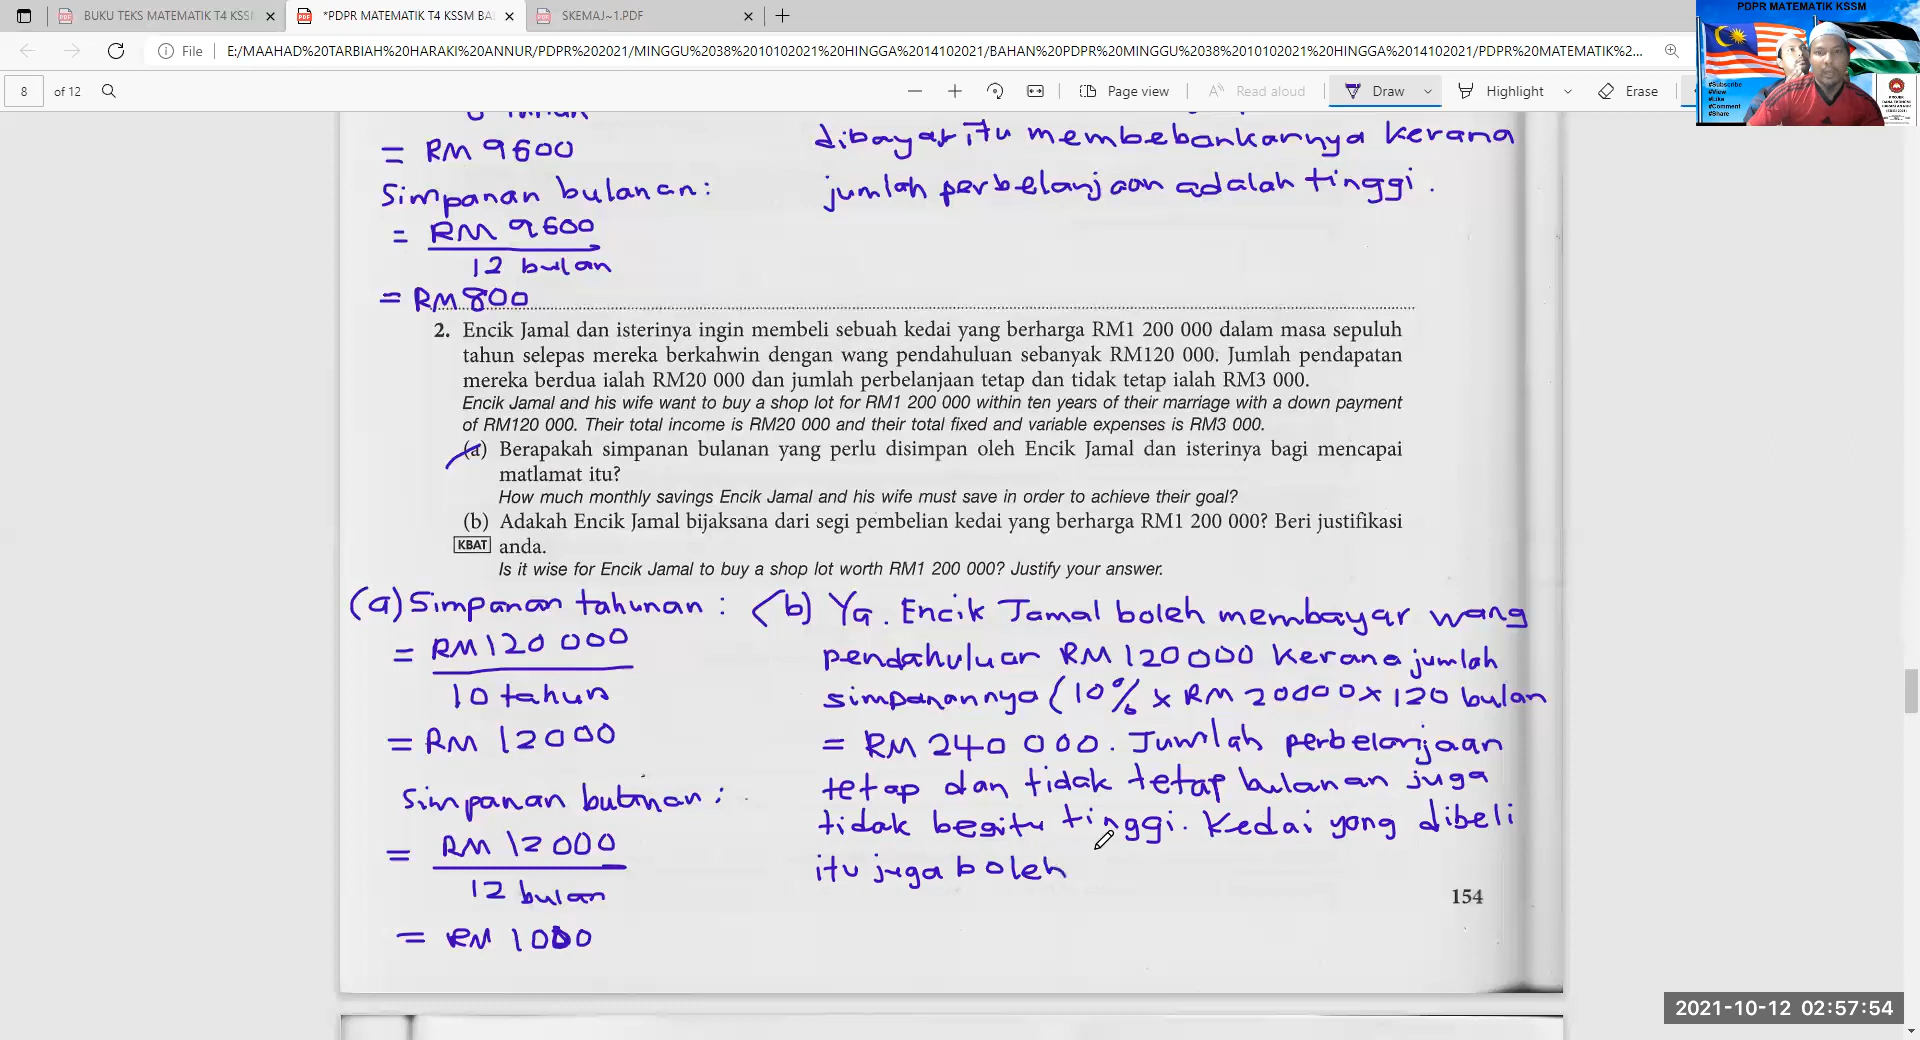 BUKU TEKS MATEMATIK T4 KSSM
*PDPR MATEMATIK T4 KSSM BA
SKEMAJ~1.PDF
File
E:/MAAHAD%20TARBIAH%20HARAKI%20ANNUR/PDPR%202021/MINGGU%2038%2010102021%20HINGGA%2014102021/BAHAN%20PDPR%20MINGGU%2038%2010102021%20HINGGA%2014102021/PDPR%20MATEMATIK%2...
8 of 12
Page view
Read aloud
Draw
Highlight
Erase
PDPR MATEMATIK KSSM
#Subscribe
#View
#Like
#Comment
#Share
= RM 9600
Simpanan bulanan:
= RM 9600
12 bulan
= RM 800
dibayar itu membebankannya kerana
jumlah perbelanjaan adalah tinggi.
2. Encik Jamal dan isterinya ingin membeli sebuah kedai yang berharga RM1 200 000 dalam masa sepuluh
tahun selepas mereka berkahwin dengan wang pendahuluan sebanyak RM120 000. Jumlah pendapatan
mereka berdua ialah RM20 000 dan jumlah perbelanjaan tetap dan tidak tetap ialah RM3 000.
Encik Jamal and his wife want to buy a shop lot for RM1 200 000 within ten years of their marriage with a down payment
of RM120 000. Their total income is RM20 000 and their total fixed and variable expenses is RM3 000.
(a) Berapakah simpanan bulanan yang perlu disimpan oleh Encik Jamal dan isterinya bagi mencapai
matlamat itu?
How much monthly savings Encik Jamal and his wife must save in order to achieve their goal?
(b) Adakah Encik Jamal bijaksana dari segi pembelian kedai yang berharga RM1 200 000? Beri justifikasi
KBAT anda.
Is it wise for Encik Jamal to buy a shop lot worth RM1 200 000? Justify your answer.
(a) Simpanan tahunan :
= RM 120 000
10 tahun
= RM 12000
Simpanan bulanan :
= RM 12000
12 bulan
= RM 1000
(b) Ya. Encik Jamal boleh membayar wang
pendahuluan RM 120000 kerana jumlah
simpanannya (10% x RM 20000 x 120 bulan
= RM 240 000. Jumlah perbelanjaan
tetap dan tidak tetap bulanan juga
tidak begitu tinggi. Kedai yang dibeli
itu juga boleh
154
2021-10-12 02:57:54